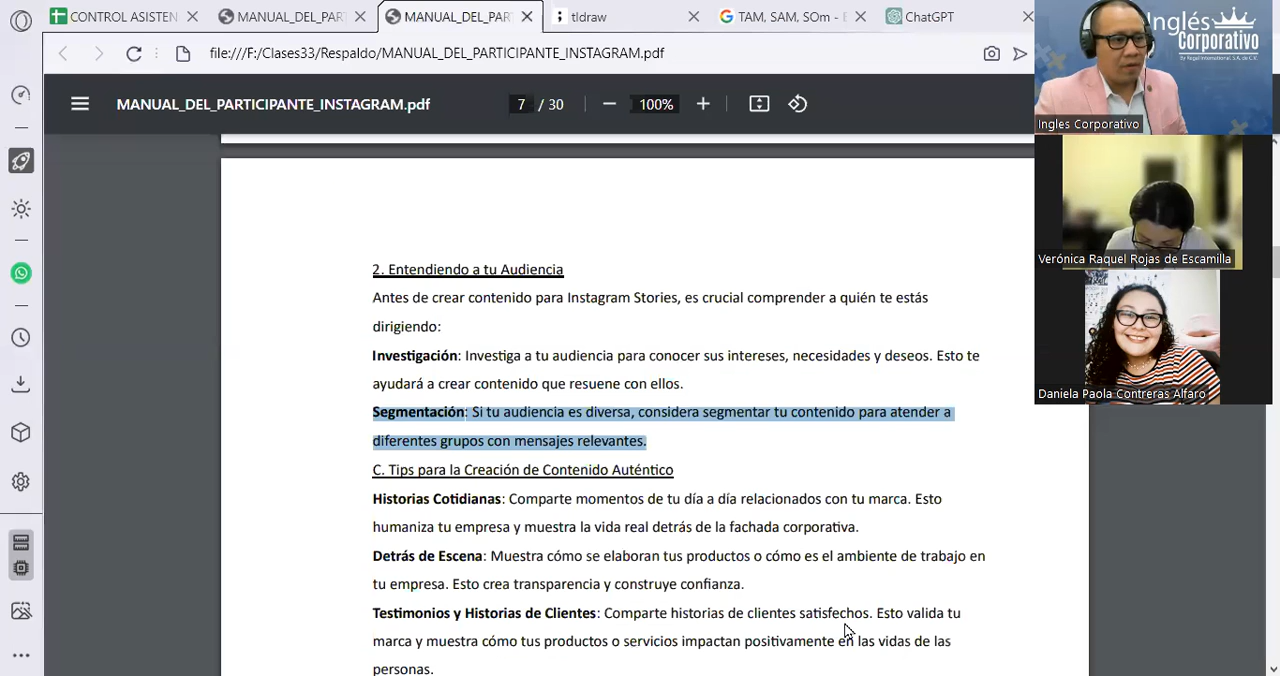 CONTROL ASISTEN
MANUAL_DEL_PAR
MANUAL_DEL_PAR
tldraw
TAM, SAM, SOm -
ChatGPT
file:///F:/Clases33/Respaldo/MANUAL_DEL_PARTICIPANTE_INSTAGRAM.pdf
MANUAL_DEL_PARTICIPANTE_INSTAGRAM.pdf
7 / 30
100%
2. Entendiendo a tu Audiencia
Antes de crear contenido para Instagram Stories, es crucial comprender a quién te estás
dirigiendo:
Investigación: Investiga a tu audiencia para conocer sus intereses, necesidades y deseos. Esto te
ayudará a crear contenido que resuene con ellos.
Segmentación: Si tu audiencia es diversa, considera segmentar tu contenido para atender a
diferentes grupos con mensajes relevantes.
C. Tips para la Creación de Contenido Auténtico
Historias Cotidianas: Comparte momentos de tu día a día relacionados con tu marca. Esto
humaniza tu empresa y muestra la vida real detrás de la fachada corporativa.
Detrás de Escena: Muestra cómo se elaboran tus productos o cómo es el ambiente de trabajo en
tu empresa. Esto crea transparencia y construye confianza.
Testimonios y Historias de Clientes: Comparte historias de clientes satisfechos. Esto valida tu
marca y muestra cómo tus productos o servicios impactan positivamente en las vidas de las
personas.
Inglés
Corporativo
By Regal International, S.A. de C.V.
Ingles Corporativo
Verónica Raquel Rojas de Escamilla
Daniela Paola Contreras Alfaro